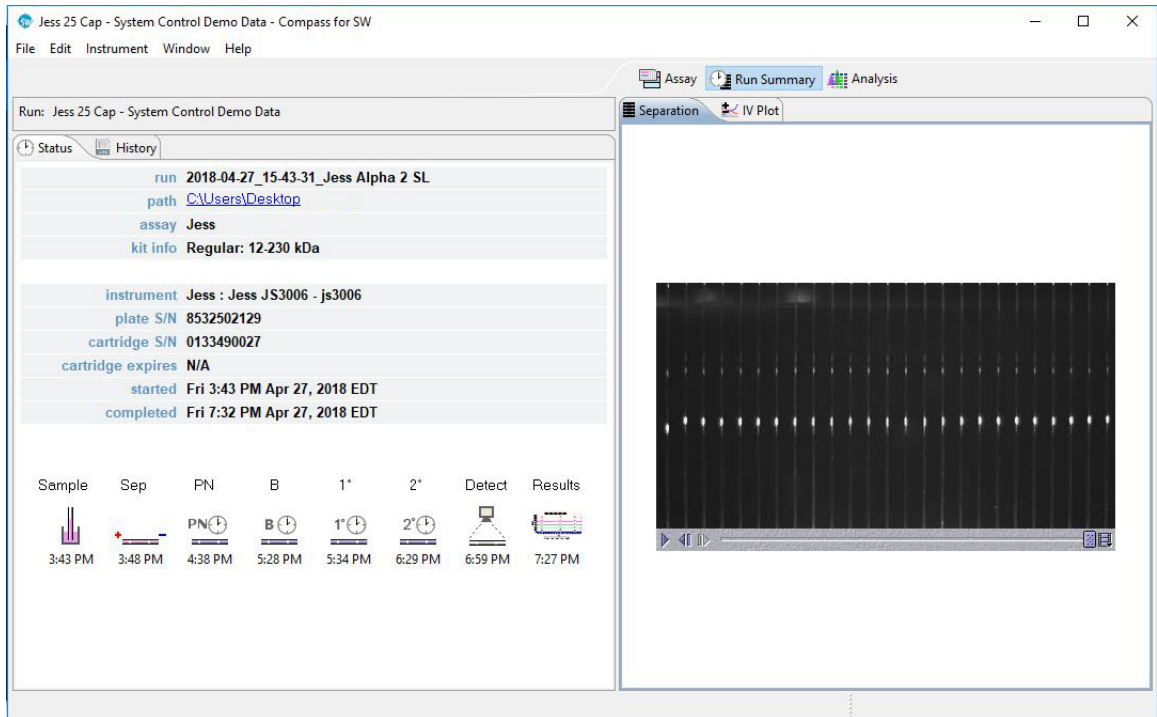 Jess 25 Cap - System Control Demo Data - Compass for SW
File Edit Instrument Window Help
Assay Run Summary Analysis
Run: Jess 25 Cap - System Control Demo Data
Separation IV Plot
Status History
run 2018-04-27_15-43-31_Jess Alpha 2 SL
path C:\Users\Desktop
assay Jess
kit info Regular: 12-230 kDa
instrument Jess : Jess JS3006 - js3006
plate S/N 8532502129
cartridge S/N 0133490027
cartridge expires N/A
started Fri 3:43 PM Apr 27, 2018 EDT
completed Fri 7:32 PM Apr 27, 2018 EDT
Sample Sep PN B 1° 2° Detect Results
PN B 1° 2°
3:43 PM 3:48 PM 4:38 PM 5:28 PM 5:34 PM 6:29 PM 6:59 PM 7:27 PM